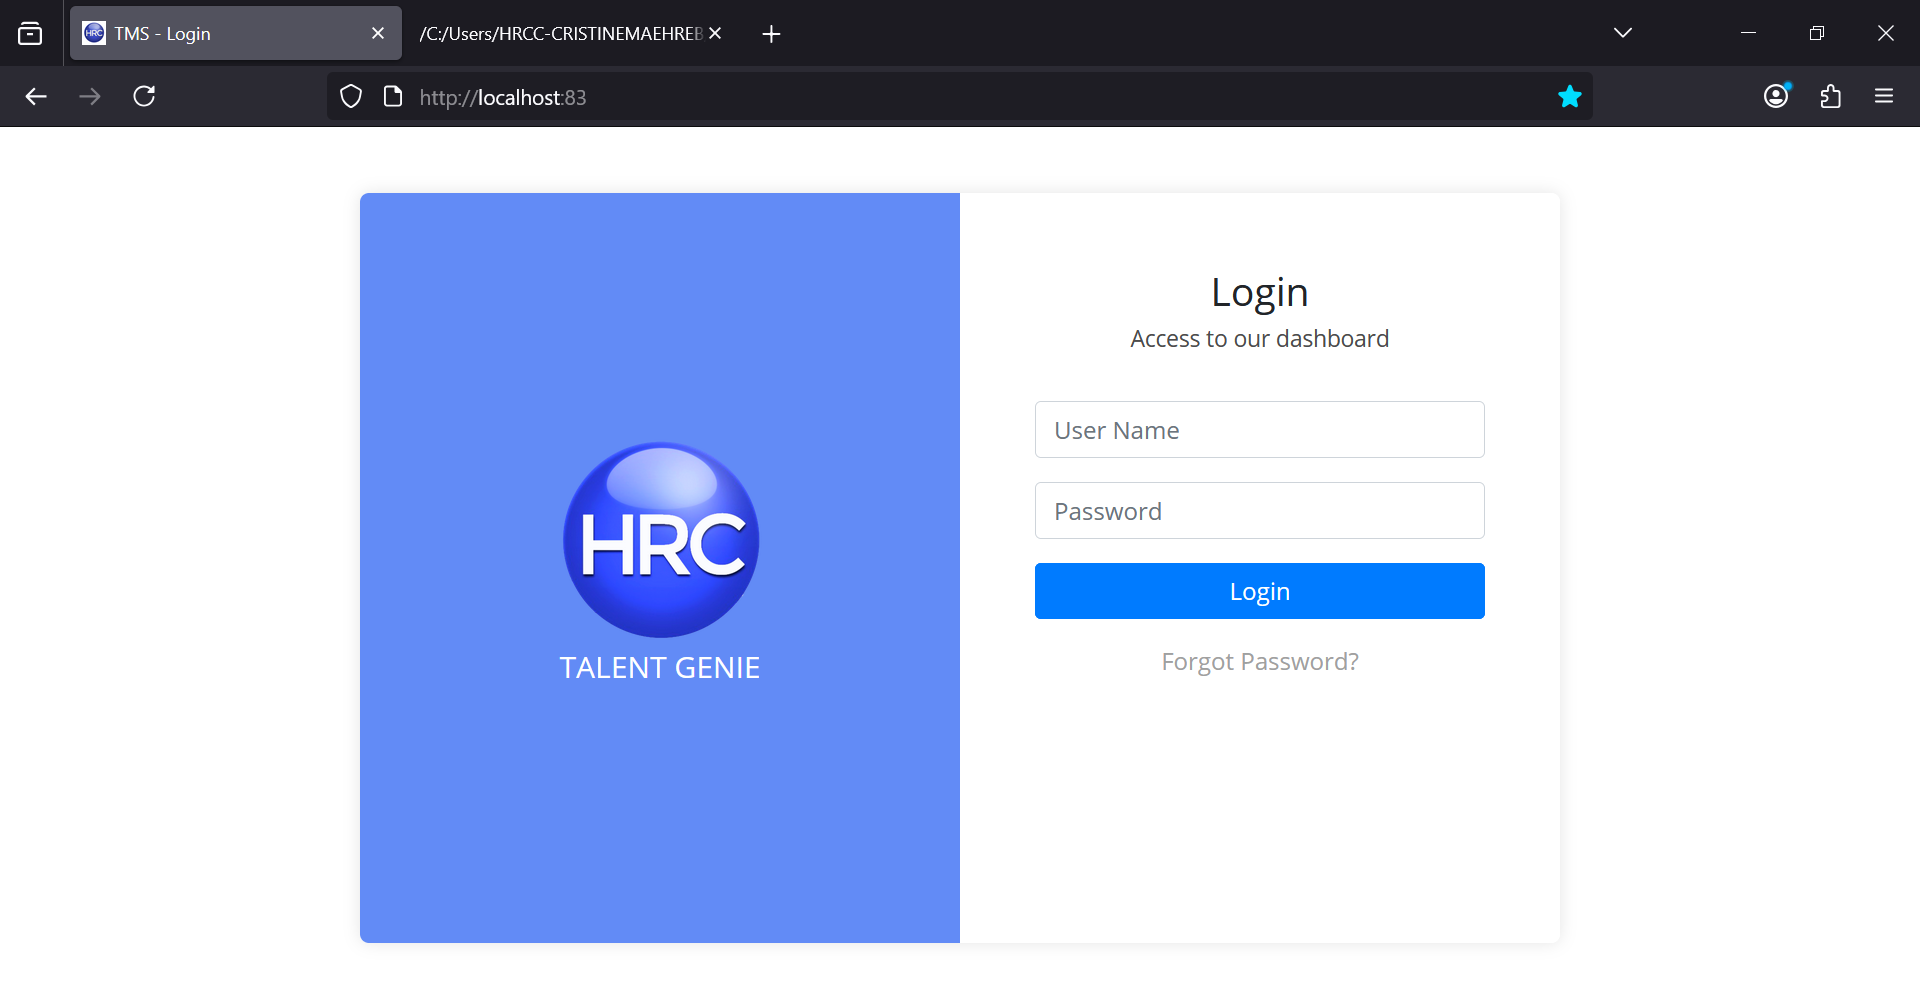 TMS - Login
/C:/Users/HRCC-CRISTINEMAEHREB
http://localhost:83
HRC
TALENT GENIE
Login
Access to our dashboard
User Name
Password
Login
Forgot Password?